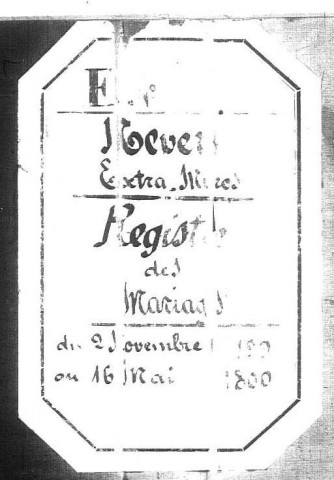 E
Nevers
Extra-Muros
Registre
des
Mariages
du 2 Novembre
au 16 Mai 1800